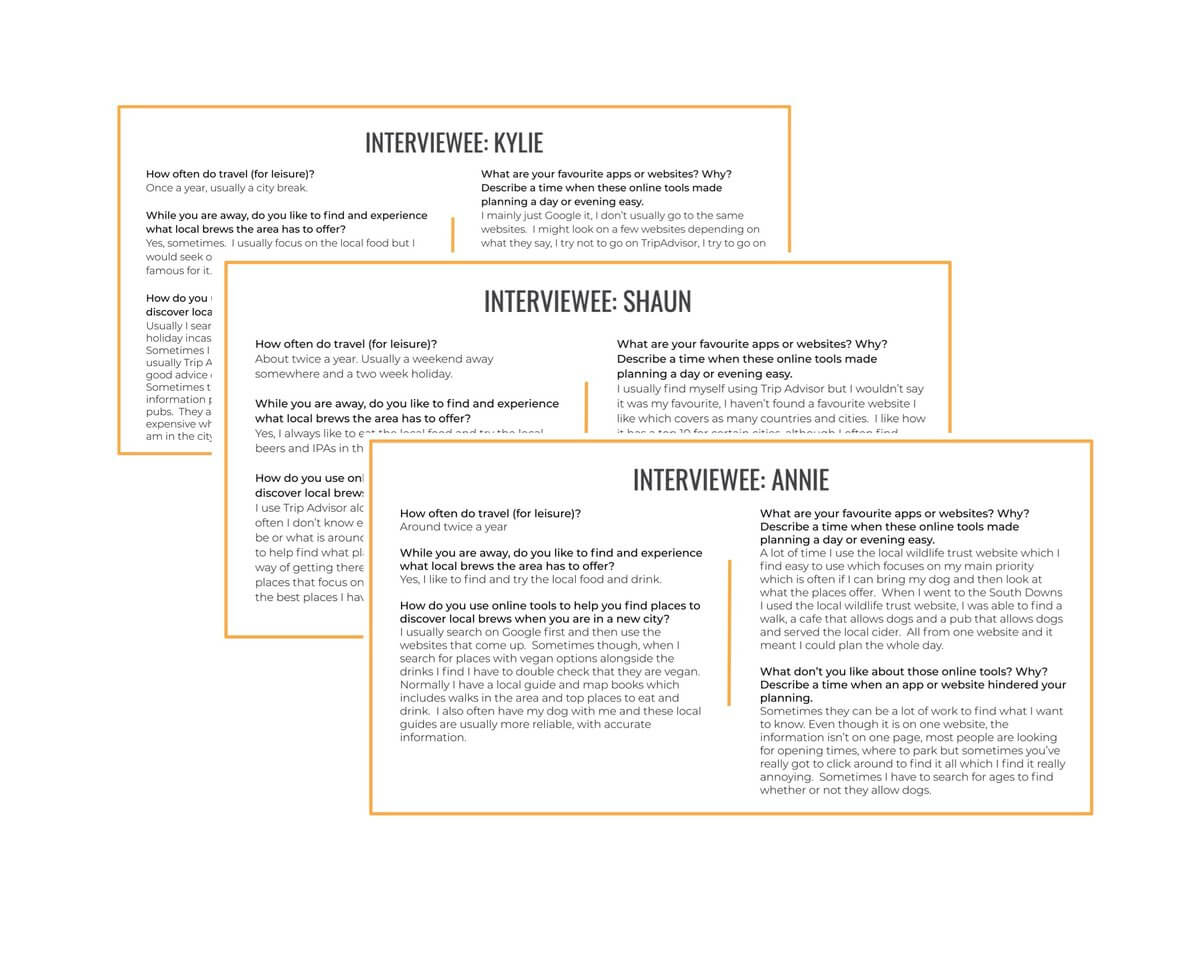 INTERVIEWEE: KYLIE
How often do travel (for leisure)?
Once a year, usually a city break.
While you are away, do you like to find and experience
what local brews the area has to offer?
Yes, sometimes.  I usually focus on the local food but I
would seek o
famous for it.
How do you
discover loca
Usually I sear
holiday incas
Sometimes I
usually Trip A
good advice
Sometimes t
information
pubs.  They a
expensive wh
am in the city
What are your favourite apps or websites? Why?
Describe a time when these online tools made
planning a day or evening easy.
I mainly just Google it, I don't usually go to the same
websites.  I might look on a few websites depending on
what they say, I try not to go on TripAdvisor, I try to go on
INTERVIEWEE: SHAUN
How often do travel (for leisure)?
About twice a year. Usually a weekend away
somewhere and a two week holiday.
While you are away, do you like to find and experience
what local brews the area has to offer?
Yes, I always like to eat the local food and try the local
beers and IPAs in th
How do you use onl
discover local brews
I use Trip Advisor alo
often I don't know e
be or what is around
to help find what pl
way of getting there
places that focus on
the best places I hav
What are your favourite apps or websites? Why?
Describe a time when these online tools made
planning a day or evening easy.
I usually find myself using Trip Advisor but I wouldn't say
it was my favourite, I haven't found a favourite website I
like which covers as many countries and cities.  I like how
it has a top 10 for certain cities, although I often find
INTERVIEWEE: ANNIE
How often do travel (for leisure)?
Around twice a year
While you are away, do you like to find and experience
what local brews the area has to offer?
Yes, I like to find and try the local food and drink.
How do you use online tools to help you find places to
discover local brews when you are in a new city?
I usually search on Google first and then use the
websites that come up.  Sometimes though, when I
search for places with vegan options alongside the
drinks I find I have to double check that they are vegan.
Normally I have a local guide and map books which
includes walks in the area and top places to eat and
drink.  I also often have my dog with me and these local
guides are usually more reliable, with accurate
information.
What are your favourite apps or websites? Why?
Describe a time when these online tools made
planning a day or evening easy.
A lot of time I use the local wildlife trust website which I
find easy to use which focuses on my main priority
which is often if I can bring my dog and then look at
what the places offer.  When I went to the South Downs
I used the local wildlife trust website, I was able to find a
walk, a cafe that allows dogs and a pub that allows dogs
and served the local cider.  All from one website and it
meant I could plan the whole day.
What don't you like about those online tools? Why?
Describe a time when an app or website hindered your
planning.
Sometimes they can be a lot of work to find what I want
to know. Even though it is on one website, the
information isn't on one page, most people are looking
for opening times, where to park but sometimes you've
really got to click around to find it all which I find it really
annoying.  Sometimes I have to search for ages to find
whether or not they allow dogs.